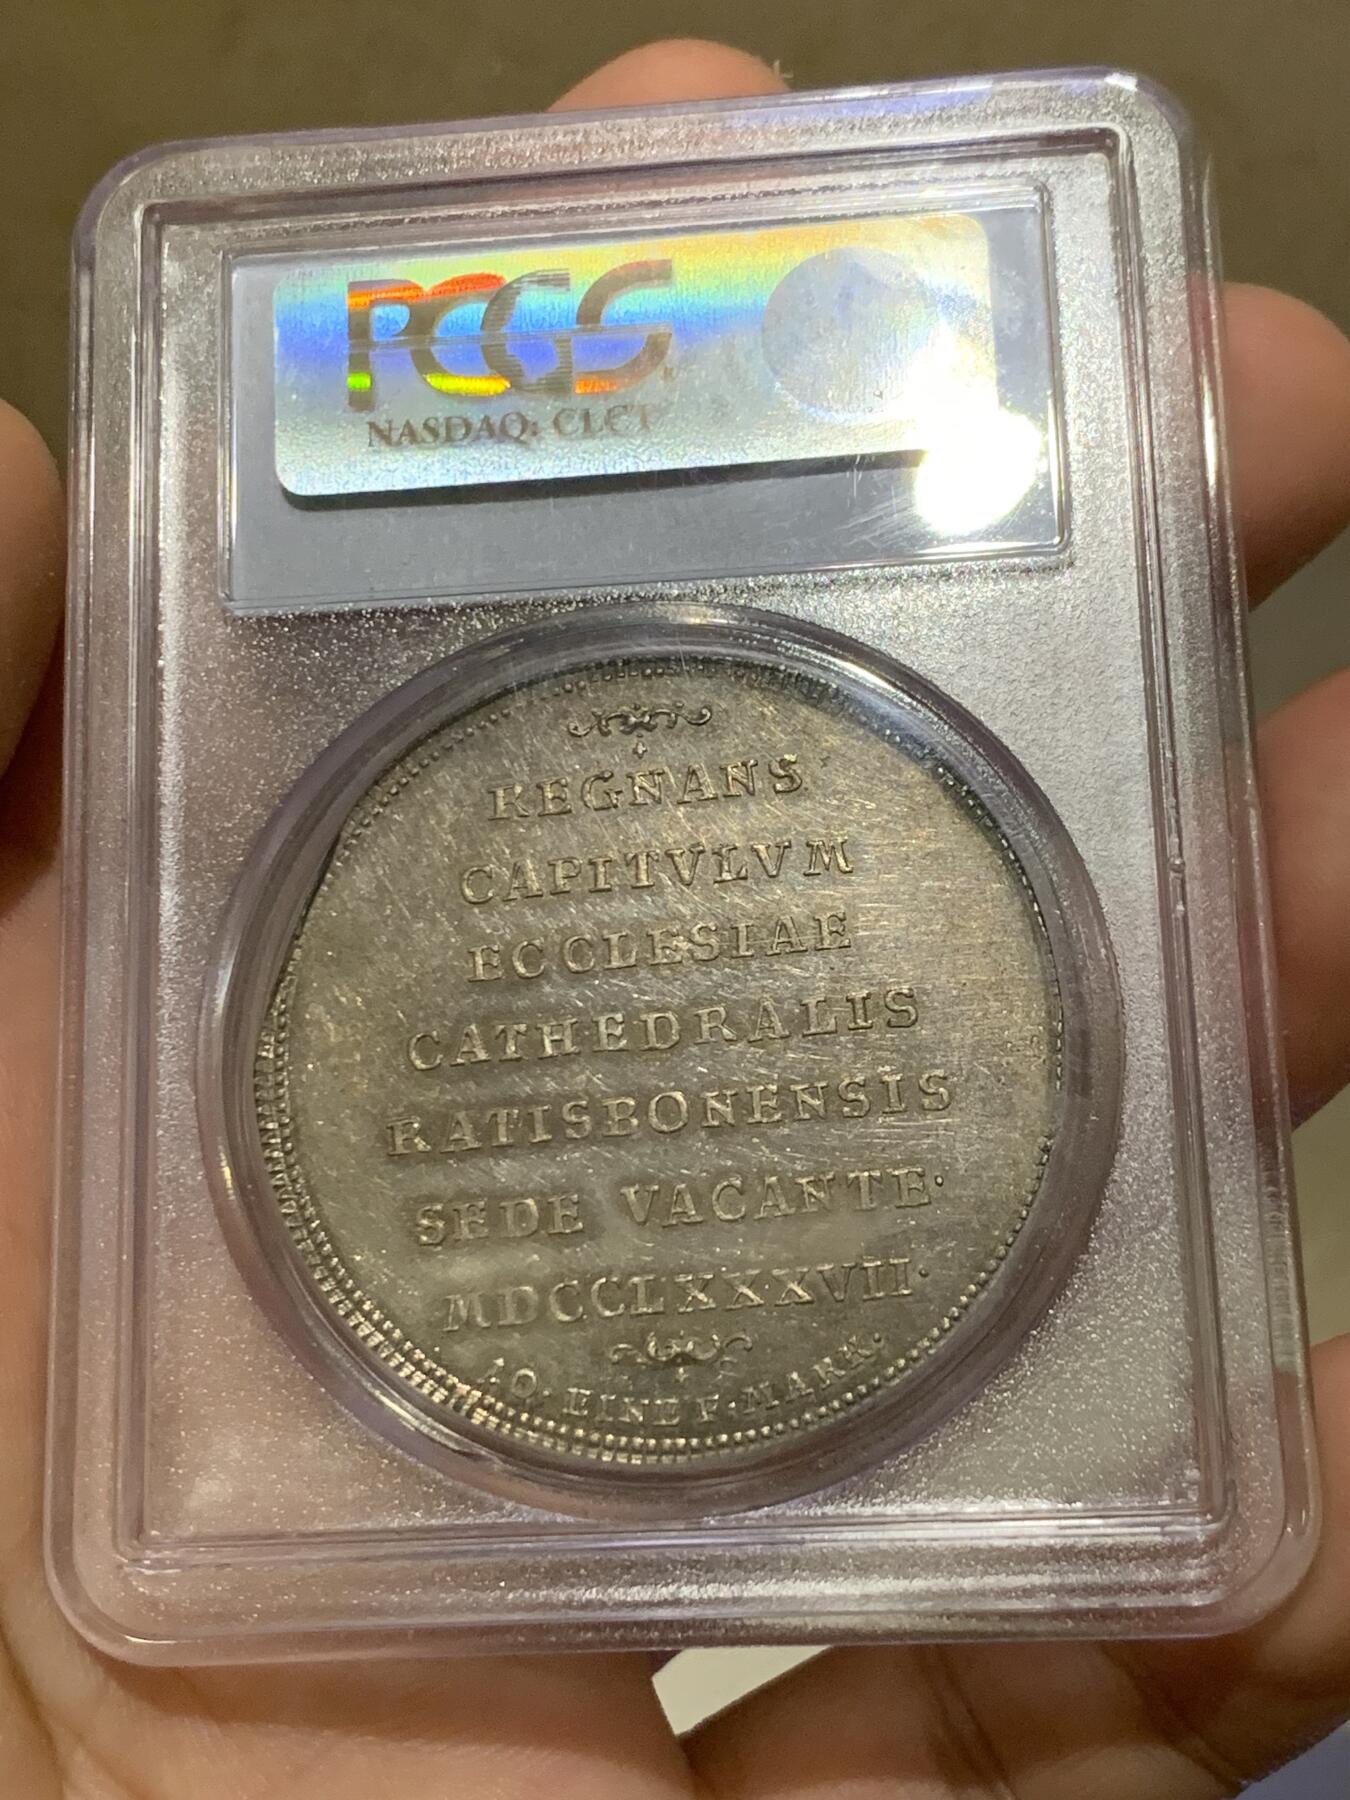 PCGS
NASDAQ: CLCT
REGNANS
CAPITVLVM
ECCLESIAE
CATHEDRALIS
RATISBONENSIS
SEDE VACANTE·
MDCCLXXXVII·
10· EINE F·MARK·